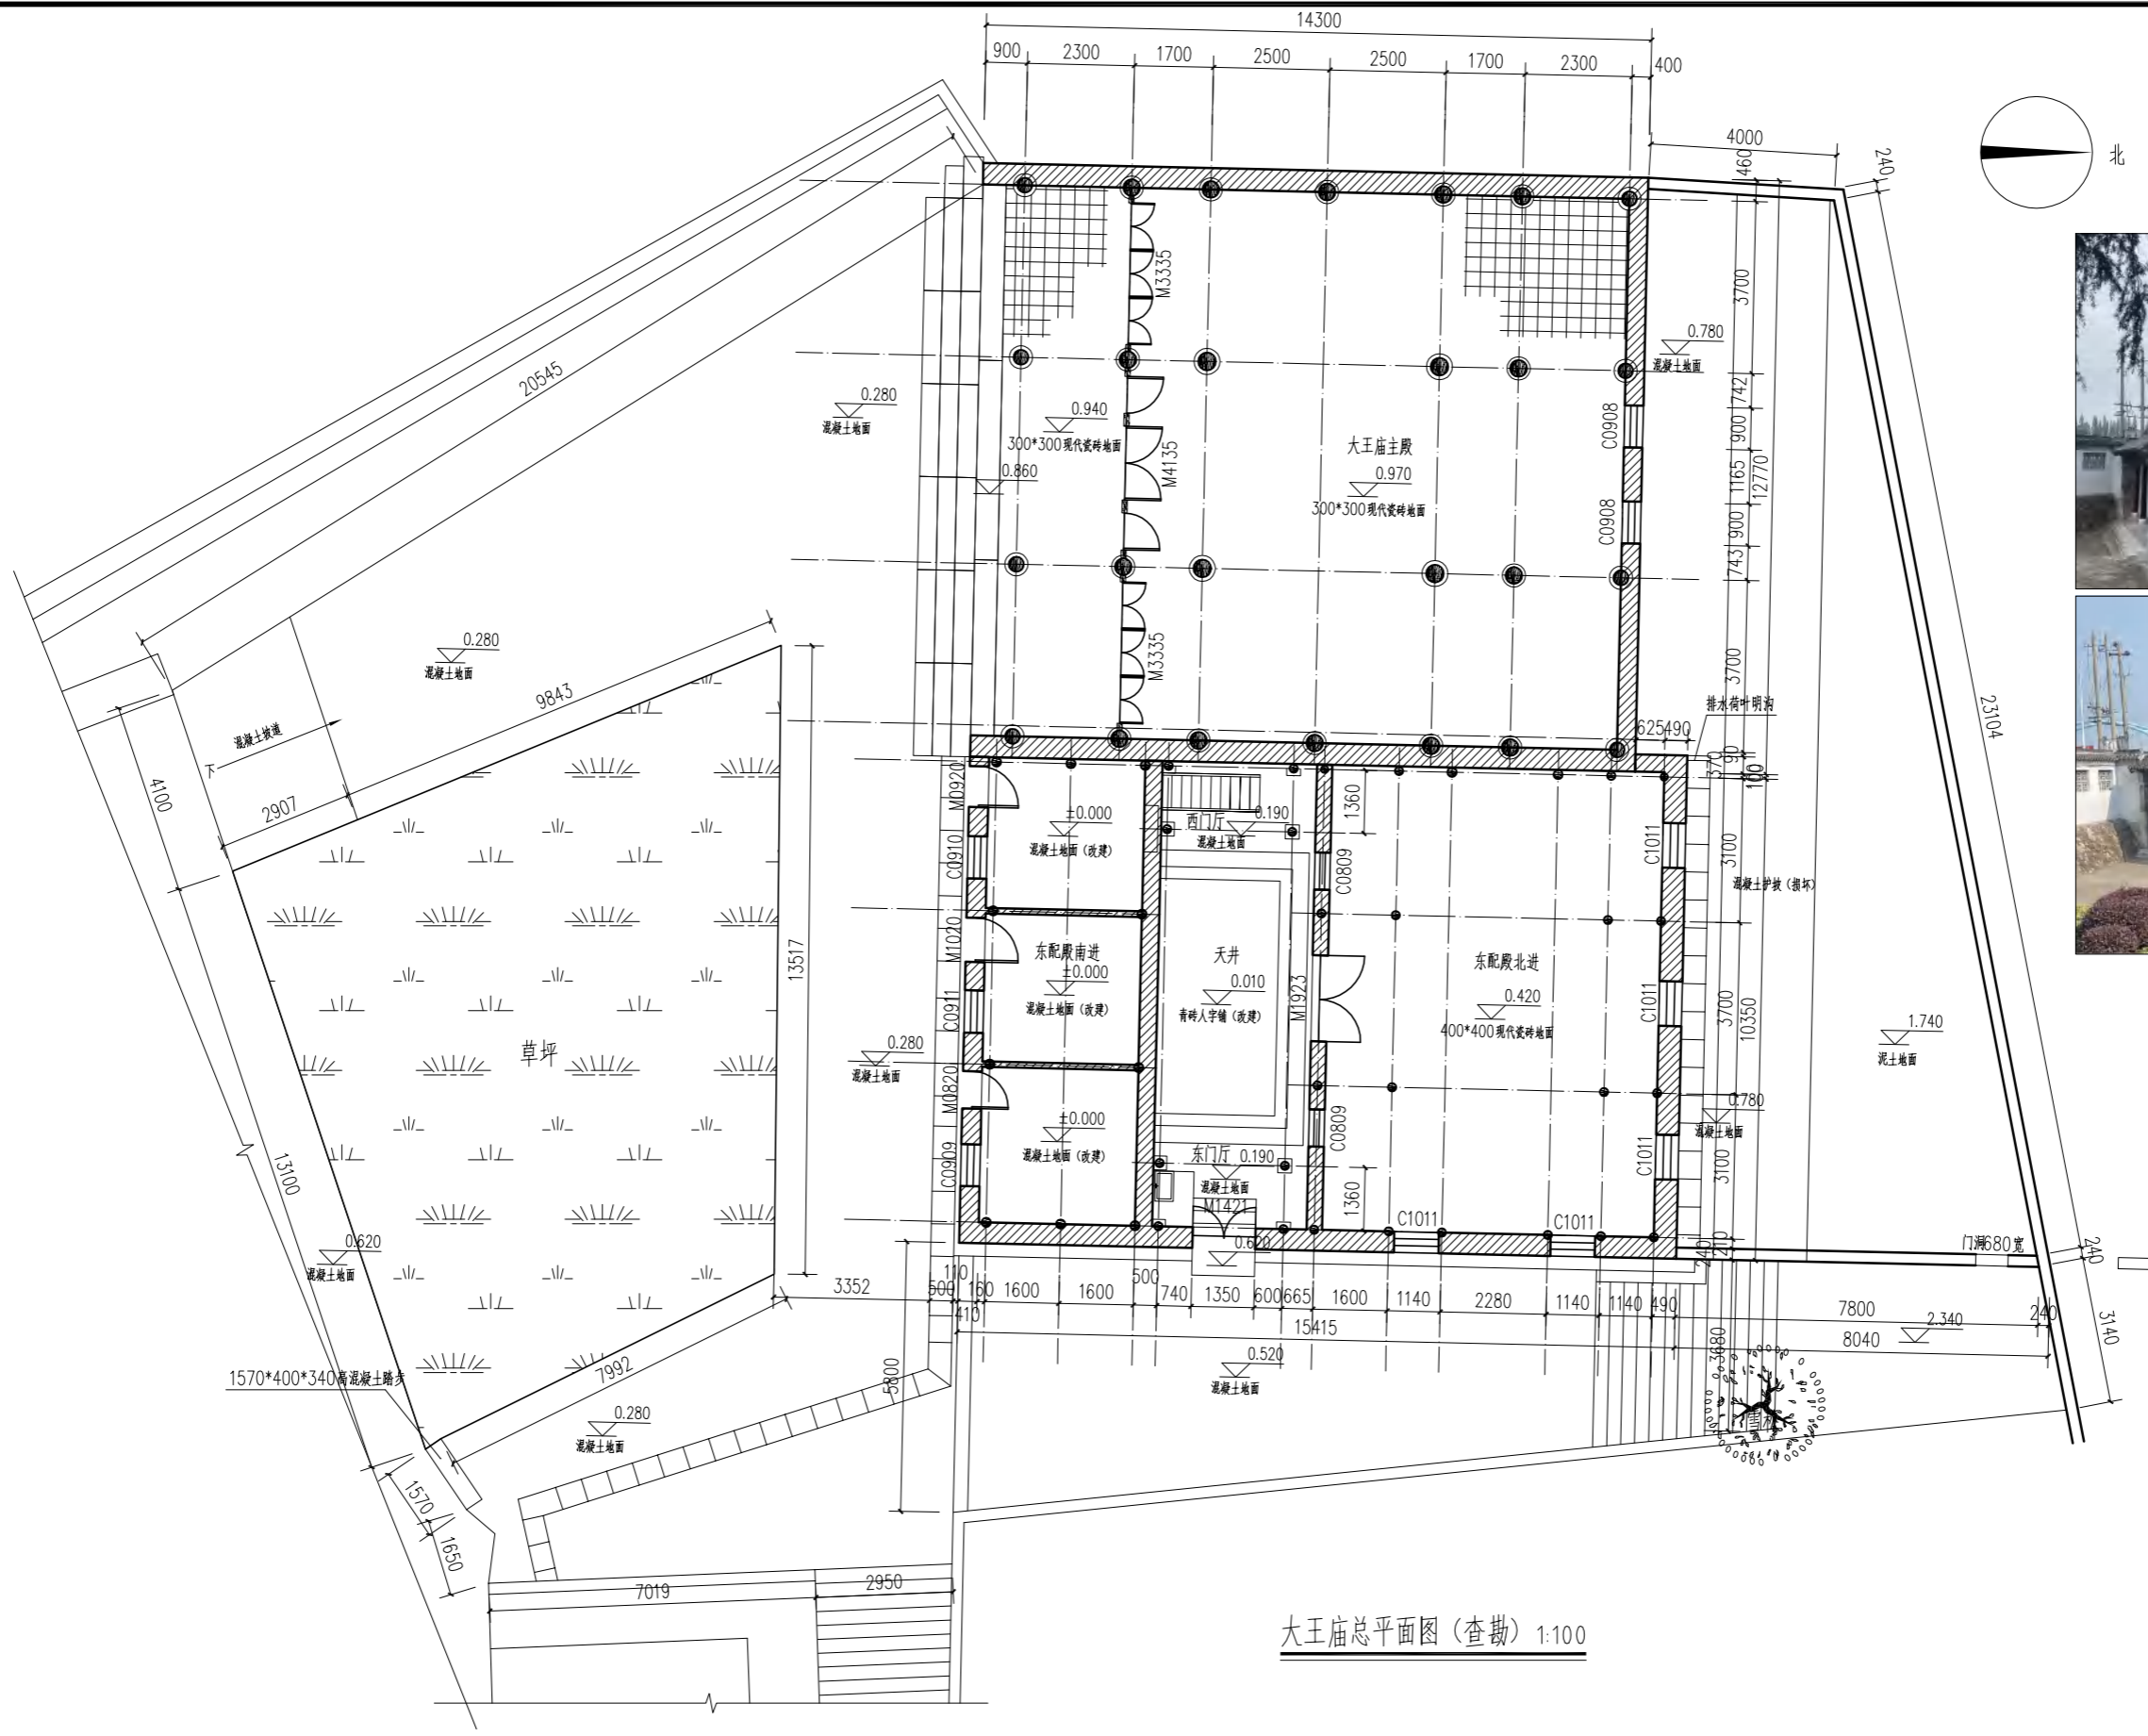 14300
900 2300 1700 2500 2500 1700 2300 400
4000
460
240
北
M3335
3700
20545
0.780
混凝土地面
0.280
混凝土地面
0.940
300*300现代瓷砖地面
0.860
M4135
大王庙主殿
0.970
300*300现代瓷砖地面
C0908
C0908
742
900
1165
12770
900
743
0.280
混凝土地面
M3335
3700
9843
混凝土坡道
下
排水荷叶明沟
625 490
23104
4100
2907
M0920
±0.000
混凝土地面（改建）
C0910
西门厅
0.190
混凝土地面
1360
370
90
100
C0809
C1011
3100
混凝土护坡（损坏）
13517
M1020
东配殿南进
±0.000
混凝土地面（改建）
C0911
天井
0.010
青砖人字铺（改建）
M1923
东配殿北进
0.420
400*400现代瓷砖地面
C1011
3700
10350
1.740
泥土地面
草坪
0.280
混凝土地面
M0820
±0.000
混凝土地面（改建）
C0909
C0809
0.780
混凝土地面
C1011
3100
13100
东门厅
0.190
混凝土地面
M1421
1360
C1011
C1011
0.620
混凝土地面
0.620
240
210
门洞680宽
240
3352 500 110 160 1600 1600 500 740 1350 600 665 1600 1140 2280 1140 1140 490 7800 240
410
15415
8040
2.340
3140
5800
0.520
混凝土地面
3680
1570*400*340高混凝土踏步
7992
0.280
混凝土地面
1570
1650
7019
2950
大王庙总平面图（查勘） 1:100